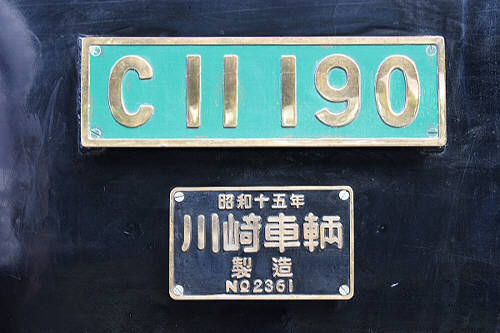 C11 190
昭和十五年
川崎車輌
製造
No2361